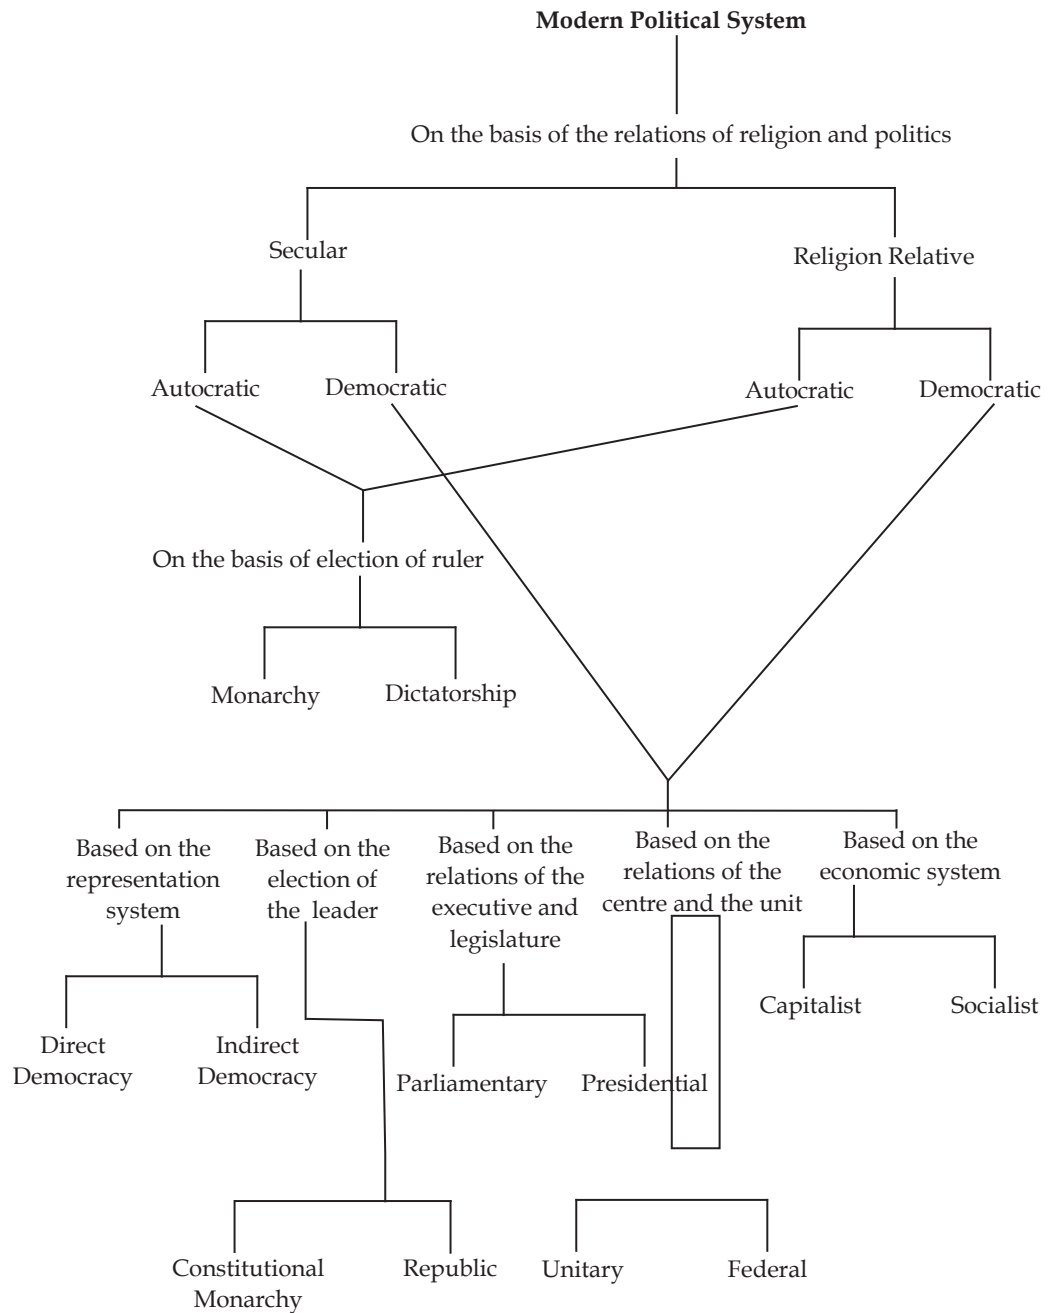 Modern Political System
On the basis of the relations of religion and politics
Secular
Religion Relative
Autocratic
Democratic
Autocratic
Democratic
On the basis of election of ruler
Monarchy
Dictatorship
Based on the
representation
system
Based on the
election of
the leader
Based on the
relations of the
executive and
legislature
Based on the
relations of the
centre and the unit
Based on the
economic system
Capitalist
Socialist
Direct
Democracy
Indirect
Democracy
Parliamentary
Presidential
Constitutional
Monarchy
Republic
Unitary
Federal